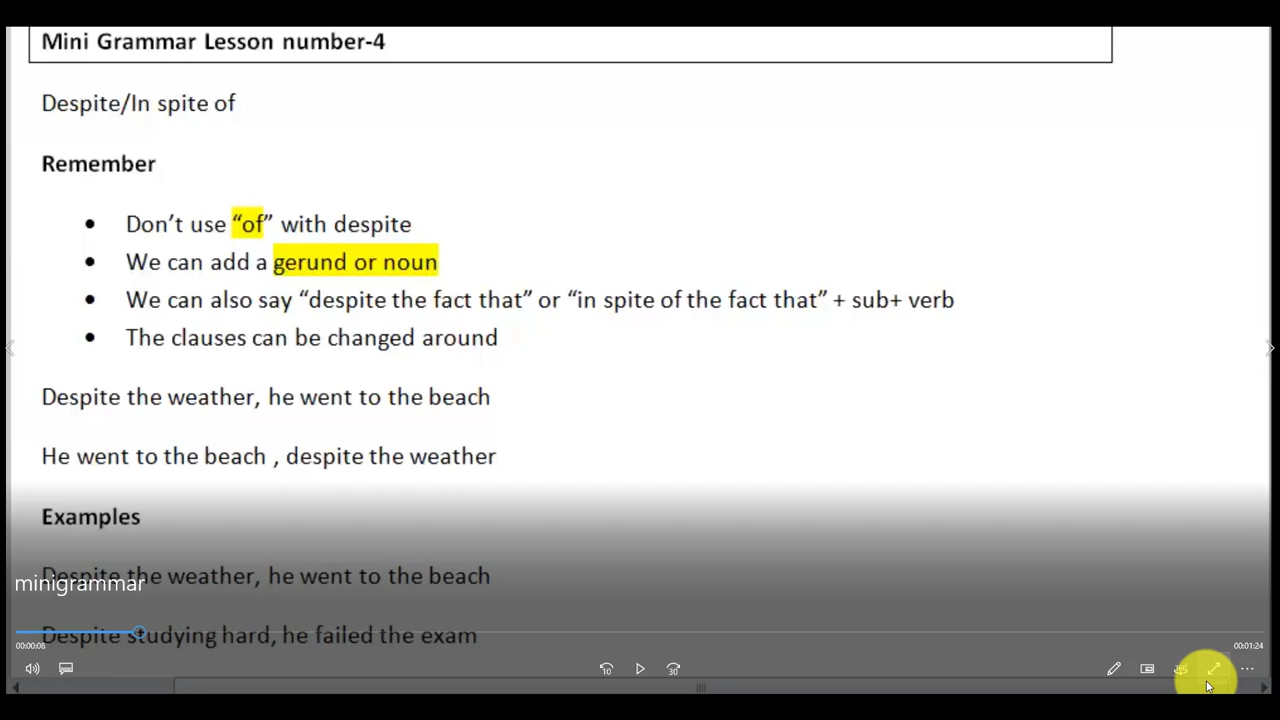 Mini Grammar Lesson number-4
Despite/In spite of
Remember
• Don’t use “of” with despite
• We can add a gerund or noun
• We can also say “despite the fact that” or “in spite of the fact that” + sub+ verb
• The clauses can be changed around
Despite the weather, he went to the beach
He went to the beach , despite the weather
Examples
Despite the weather, he went to the beach
minigrammar
Despite studying hard, he failed the exam
00:00:08
00:01:24
10
30